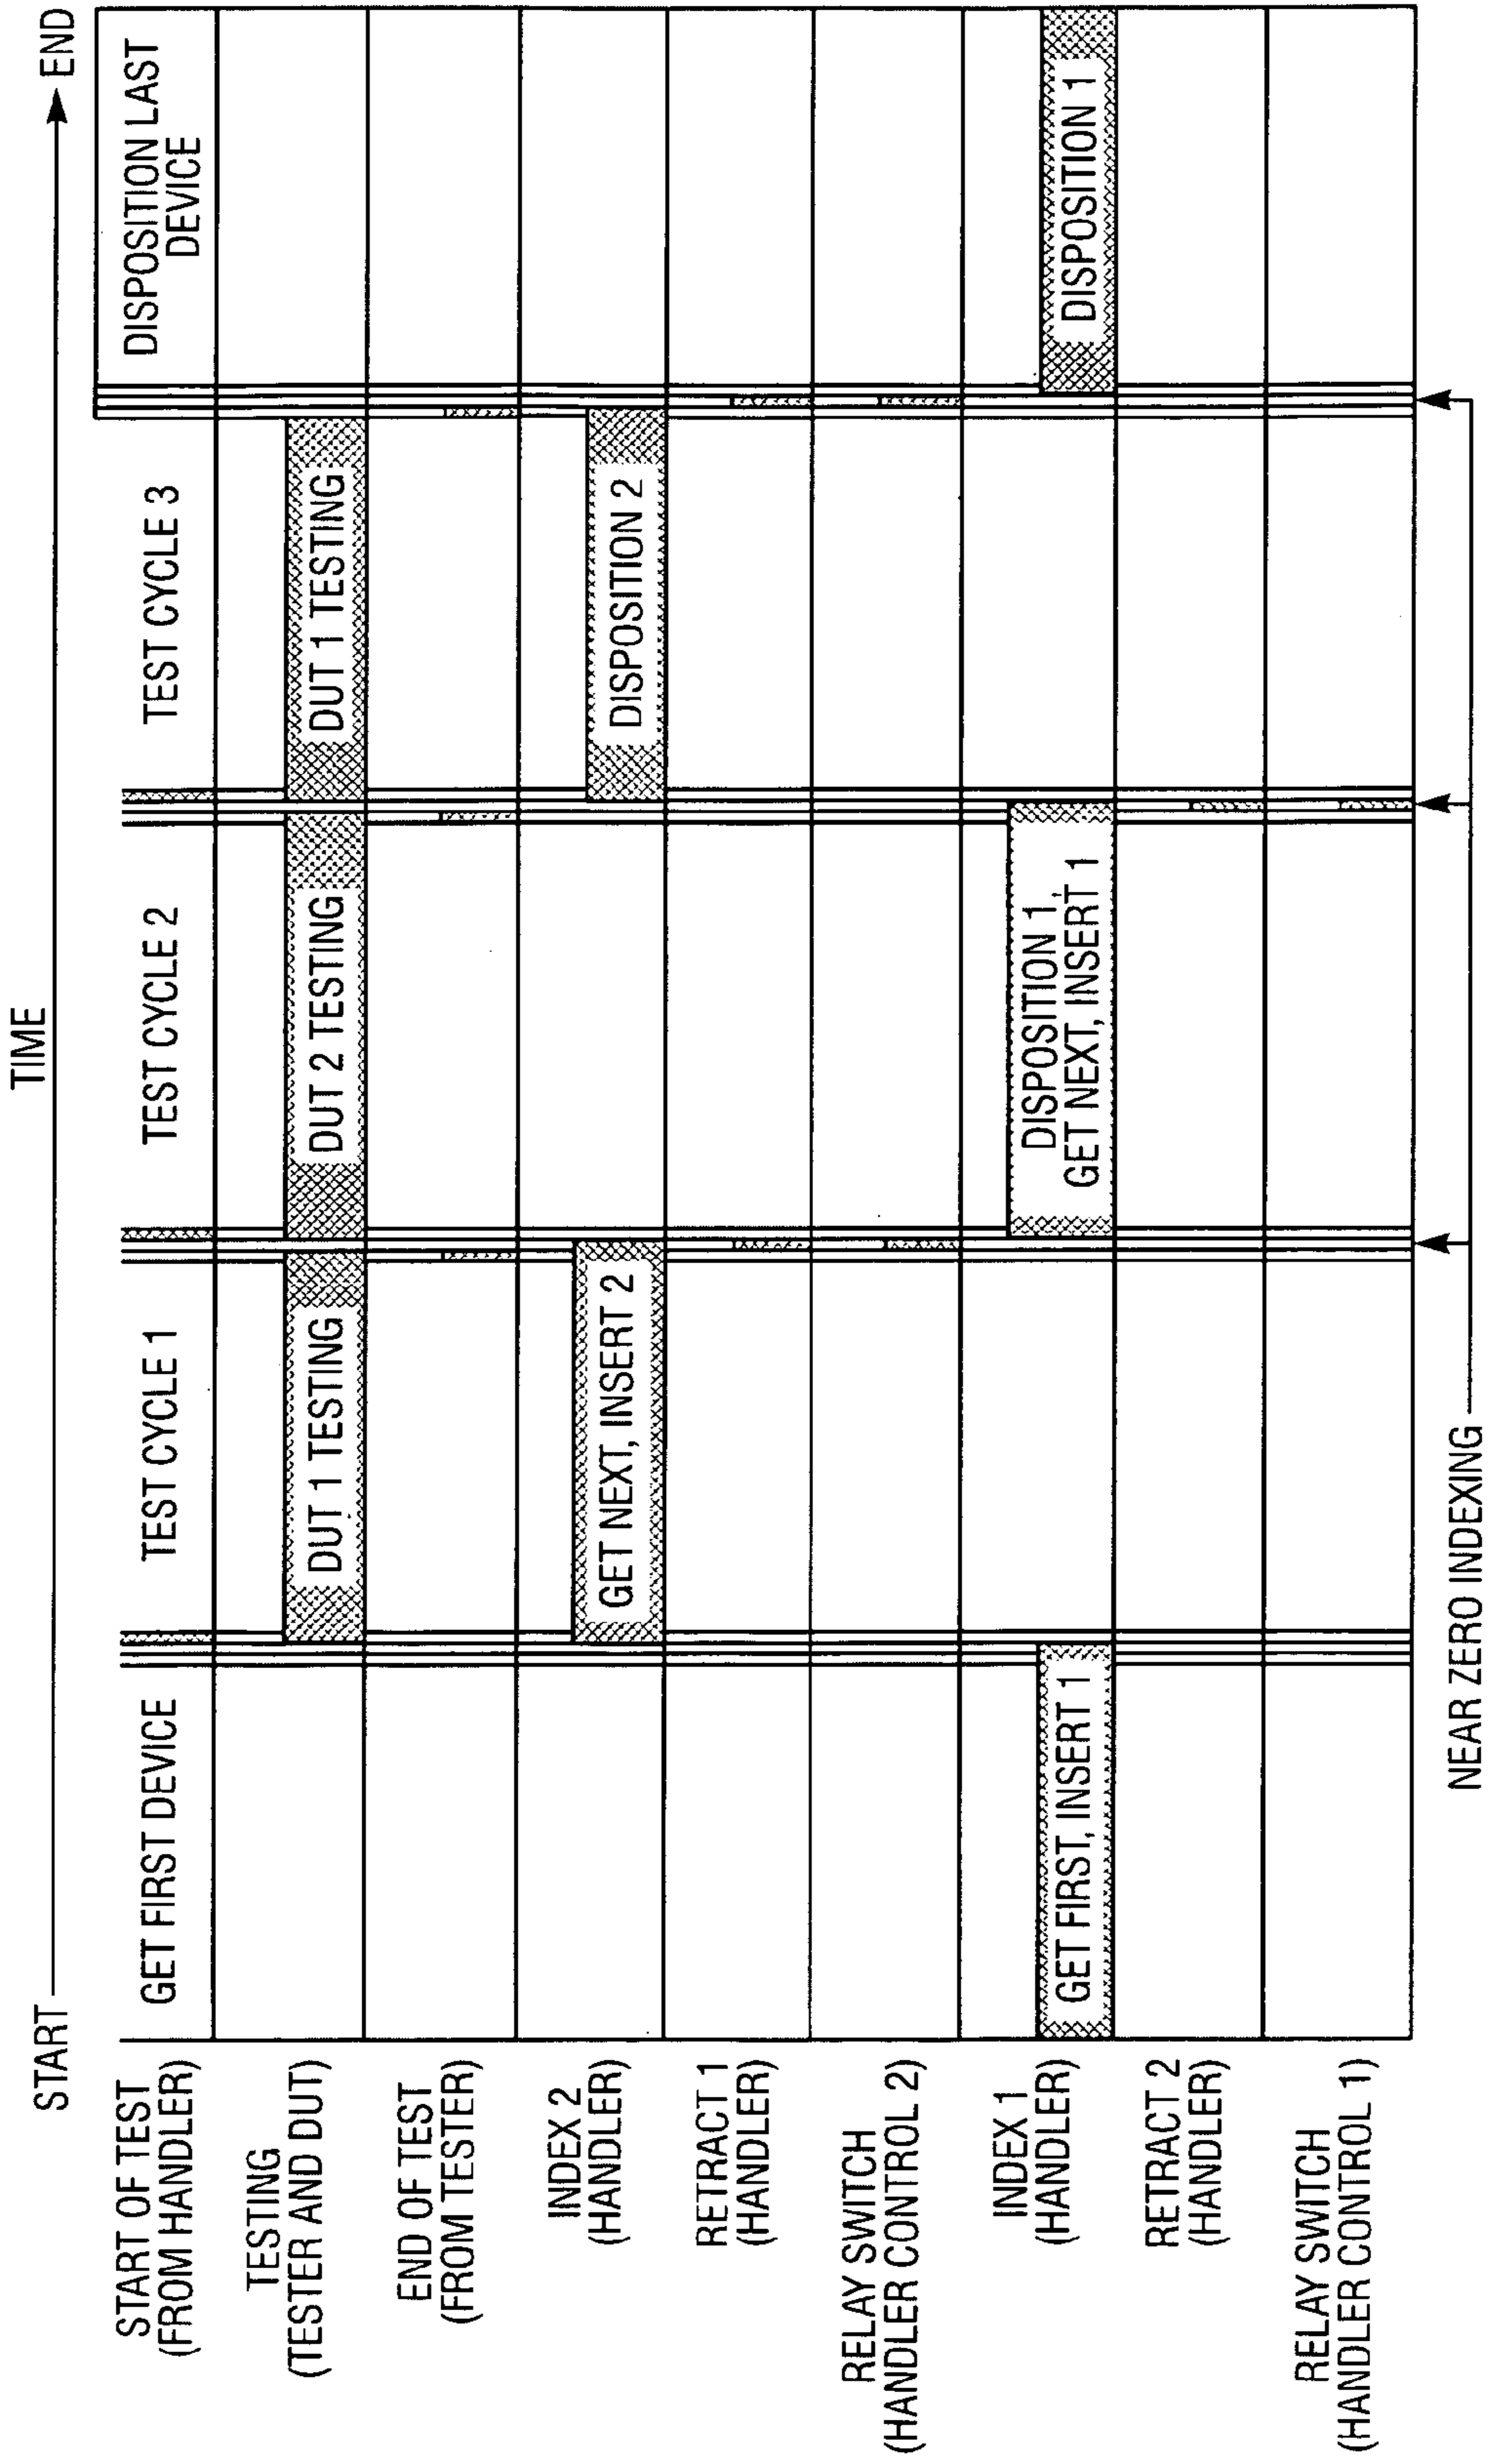 TIME
START
END
GET FIRST DEVICE
TEST CYCLE 1
TEST CYCLE 2
TEST CYCLE 3
DISPOSITION LAST
DEVICE
START OF TEST
(FROM HANDLER)
TESTING
(TESTER AND DUT)
DUT 1 TESTING
DUT 2 TESTING
DUT 1 TESTING
END OF TEST
(FROM TESTER)
INDEX 2
(HANDLER)
GET NEXT, INSERT 2
DISPOSITION 2
RETRACT 1
(HANDLER)
RELAY SWITCH
(HANDLER CONTROL 2)
INDEX 1
(HANDLER)
GET FIRST, INSERT 1
DISPOSITION 1,
GET NEXT, INSERT 1
DISPOSITION 1
RETRACT 2
(HANDLER)
RELAY SWITCH
(HANDLER CONTROL 1)
NEAR ZERO INDEXING